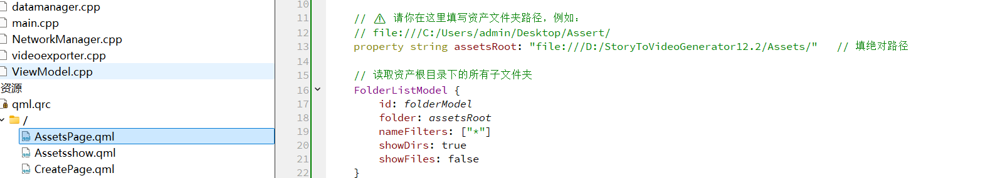 datamanager.cpp
main.cpp
NetworkManager.cpp
videoexporter.cpp
ViewModel.cpp
资源
qml.qrc
/
AssetsPage.qml
Assetsshow.qml
CreatePage.qml
10
11 // ⚠ 请你在这里填写资产文件夹路径，例如：
12 // file:///C:/Users/admin/Desktop/Assert/
13 property string assetsRoot: "file:///D:/StoryToVideoGenerator12.2/Assets/" // 填绝对路径
14
15 // 读取资产根目录下的所有子文件夹
16 FolderListModel {
17 id: folderModel
18 folder: assetsRoot
19 nameFilters: ["*"]
20 showDirs: true
21 showFiles: false
22 }